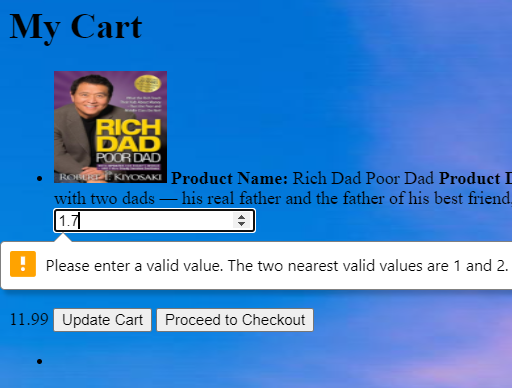 My Cart
RICH
DAD
POOR DAD
ROBERT T. KIYOSAKI
Product Name: Rich Dad Poor Dad Product D
with two dads — his real father and the father of his best friend,
1.7
Please enter a valid value. The two nearest valid values are 1 and 2.
11.99 Update Cart Proceed to Checkout